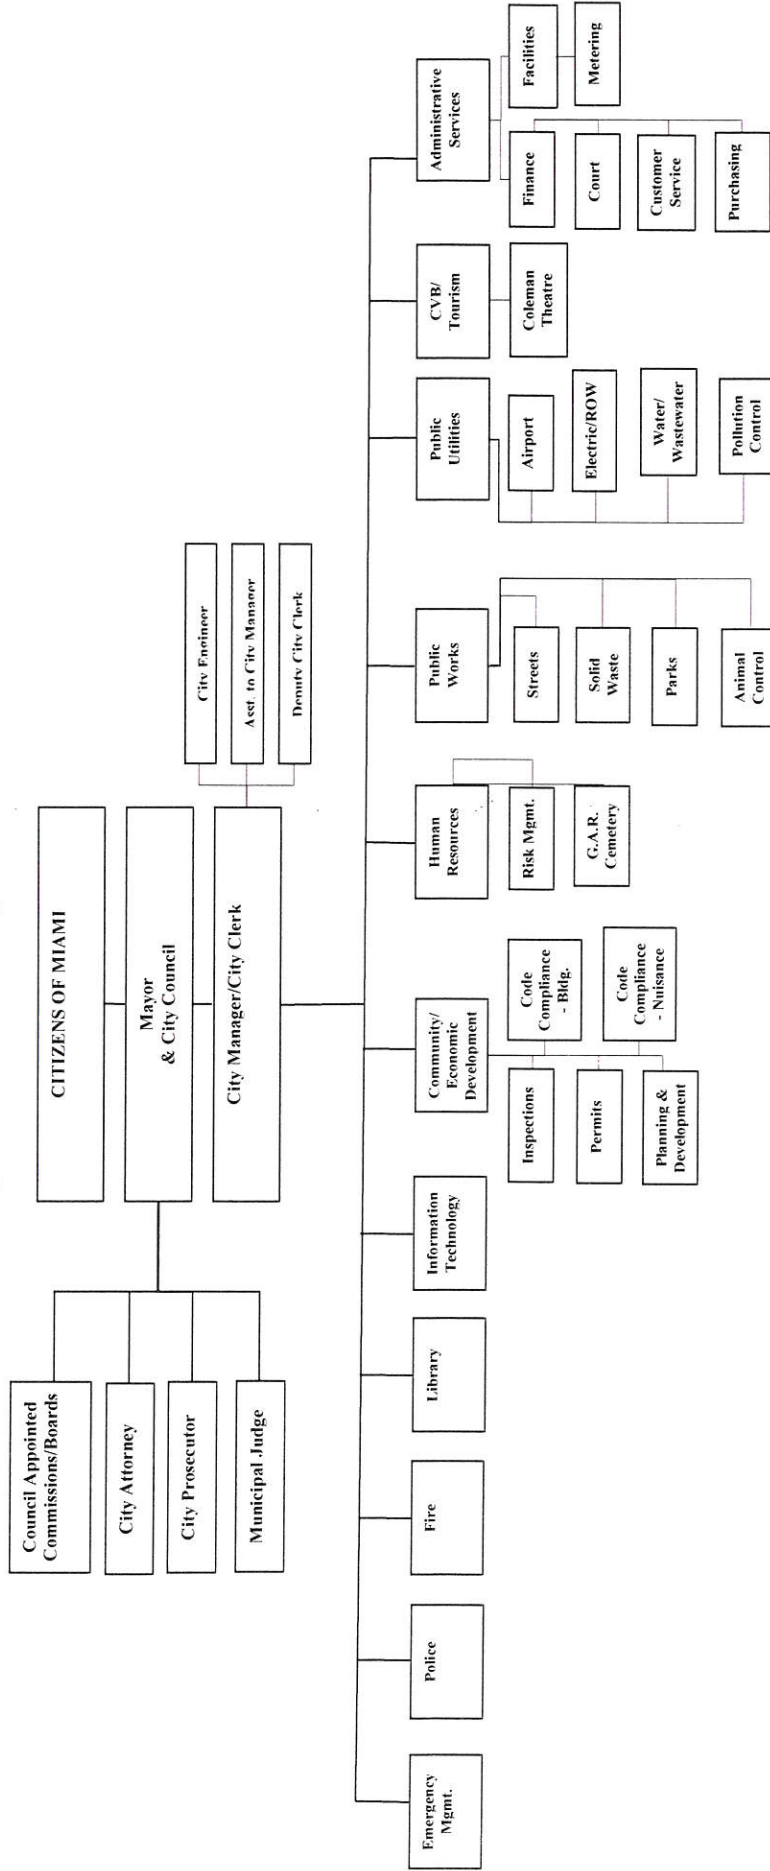 CITIZENS OF MIAMI
Mayor
& City Council
City Manager/City Clerk
Council Appointed
Commissions/Boards
City Attorney
City Prosecutor
Municipal Judge
City Engineer
Asst. to City Manager
Deputy City Clerk
Emergency
Mgmt.
Police
Fire
Library
Information
Technology
Community/
Economic
Development
Inspections
Code
Compliance
- Bldg.
Permits
Code
Compliance
- Nuisance
Planning &
Development
Human
Resources
Risk Mgmt.
G.A.R.
Cemetery
Public
Works
Streets
Solid
Waste
Parks
Animal
Control
Public
Utilities
Airport
Electric/ROW
Water/
Wastewater
Pollution
Control
CVB/
Tourism
Coleman
Theatre
Administrative
Services
Finance
Court
Customer
Service
Purchasing
Facilities
Metering